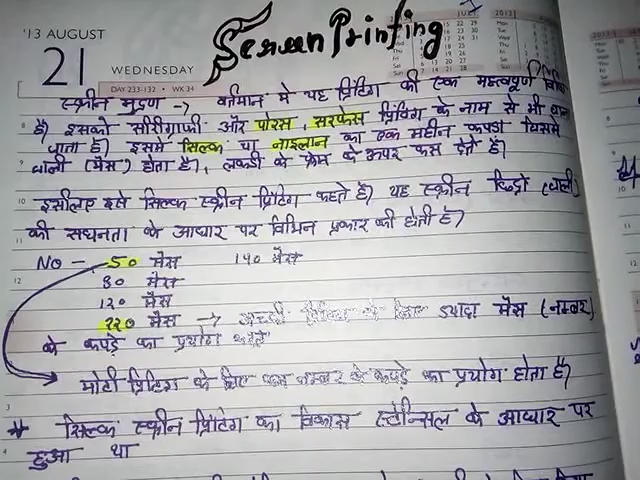 '13 AUGUST
21
WEDNESDAY
DAY 233-132 • WK 34
Screen Printing
स्क्रीन मुद्रण → वर्तमान मे यह प्रिंटिंग की एक महत्वपूर्ण विधि
है। इसको सीरीग्राफी और पोरस, सरफेस प्रिंटिंग के नाम से भी जाना
जाता है। इसमे सिल्क या नाइलान का एक महीन कपडा जिसमे
जाली (मैस) होता है। लकडी के फ्रेम के ऊपर कस देते है।
इसीलिए इसे सिल्क स्क्रीन प्रिंटिंग कहते है। यह स्क्रीन छिद्रो (जाली)
की सघनता के आधार पर विभिन प्रकार की होती है।
No - 50 मैस 140 मैस
80 मैस
120 मैस
220 मैस → अच्छी के लिए ज्यादा मैस (नम्बर)
के कपड़े का प्रयोग करते
मोटी प्रिंटिंग के लिए कम नम्बर के कपड़े का प्रयोग होता है।
* सिल्क स्क्रीन प्रिंटिंग का विकास स्टेन्सिल के आधार पर
हुआ था